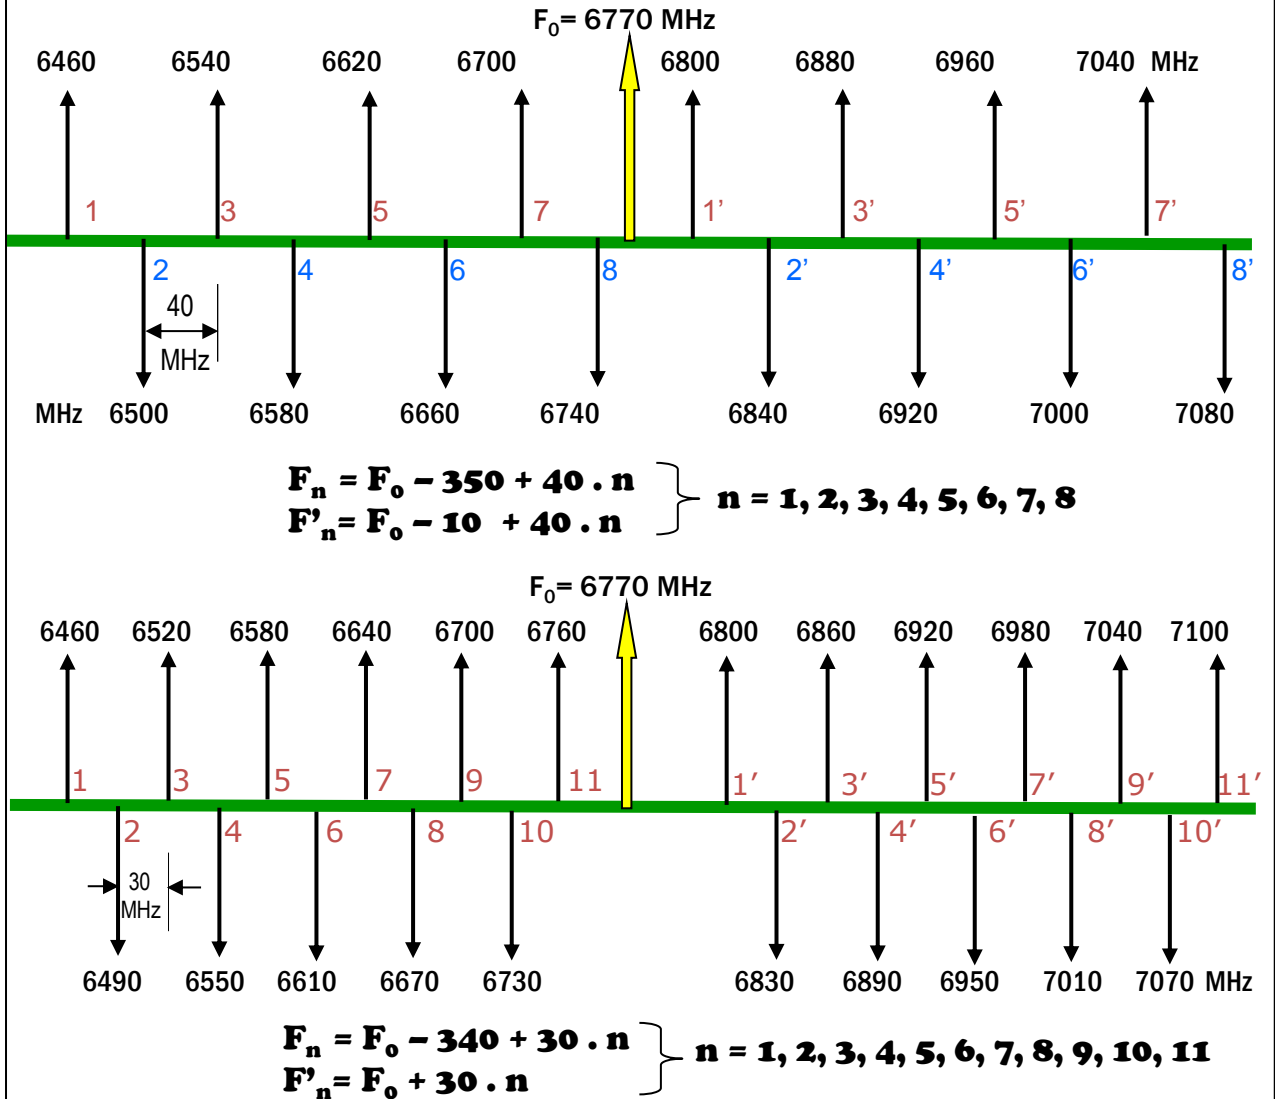 F₀= 6770 MHz
6460 6540 6620 6700 6800 6880 6960 7040 MHz
1 3 5 7 1’ 3’ 5’ 7’
2 4 6 8 2’ 4’ 6’ 8’
40
MHz
MHz 6500 6580 6660 6740 6840 6920 7000 7080
Fₙ = Fₒ – 350 + 40 . n
n = 1, 2, 3, 4, 5, 6, 7, 8
F’ₙ= Fₒ – 10 + 40 . n
F₀= 6770 MHz
6460 6520 6580 6640 6700 6760 6800 6860 6920 6980 7040 7100
1 3 5 7 9 11 1’ 3’ 5’ 7’ 9’ 11’
2 4 6 8 10 2’ 4’ 6’ 8’ 10’
30
MHz
6490 6550 6610 6670 6730 6830 6890 6950 7010 7070 MHz
Fₙ = Fₒ – 340 + 30 . n
n = 1, 2, 3, 4, 5, 6, 7, 8, 9, 10, 11
F’ₙ= Fₒ + 30 . n